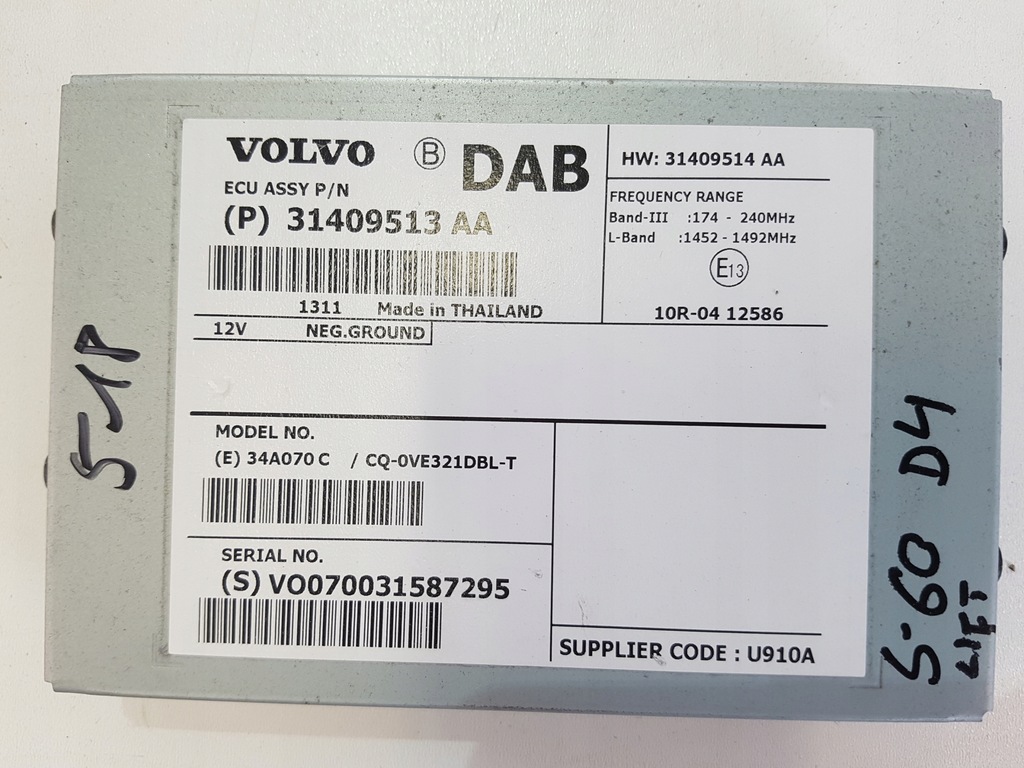 VOLVO B DAB
ECU ASSY P/N
(P) 31409513 AA
1311 Made in THAILAND
12V NEG.GROUND
HW: 31409514 AA
FREQUENCY RANGE
Band-III :174 - 240MHz
L-Band :1452 - 1492MHz
E13
10R-04 12586
MODEL NO.
(E) 34A070 C / CQ-0VE321DBL-T
SERIAL NO.
(S) VO070031587295
SUPPLIER CODE : U910A
5-1P
S-60 D4
LIFT